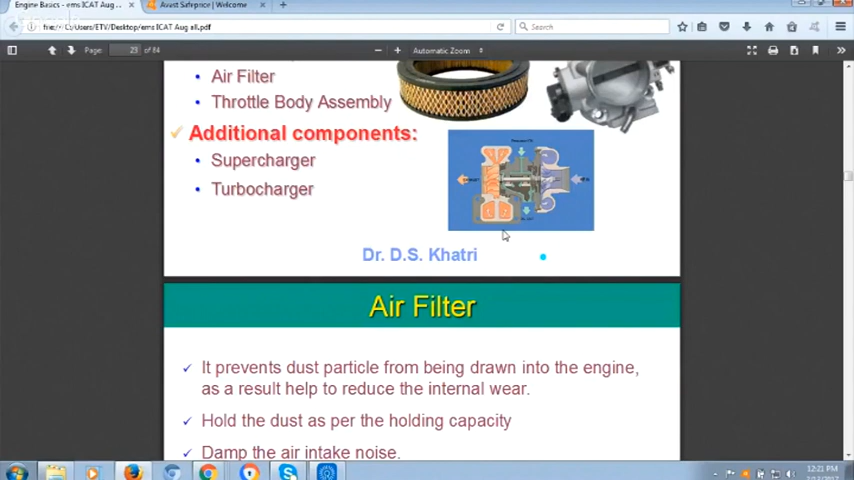 Engine Basics - ems ICAT Aug ...
Avast Safeprice | Welcome
file:///C:/Users/ETV/Desktop/ems ICAT Aug all.pdf
Search
Page:
23
of 84
Automatic Zoom
• Air Filter
• Throttle Body Assembly
Additional components:
• Supercharger
• Turbocharger
Dr. D.S. Khatri
Air Filter
✓ It prevents dust particle from being drawn into the engine,
as a result help to reduce the internal wear.
✓ Hold the dust as per the holding capacity
✓ Damp the air intake noise.
12:21 PM